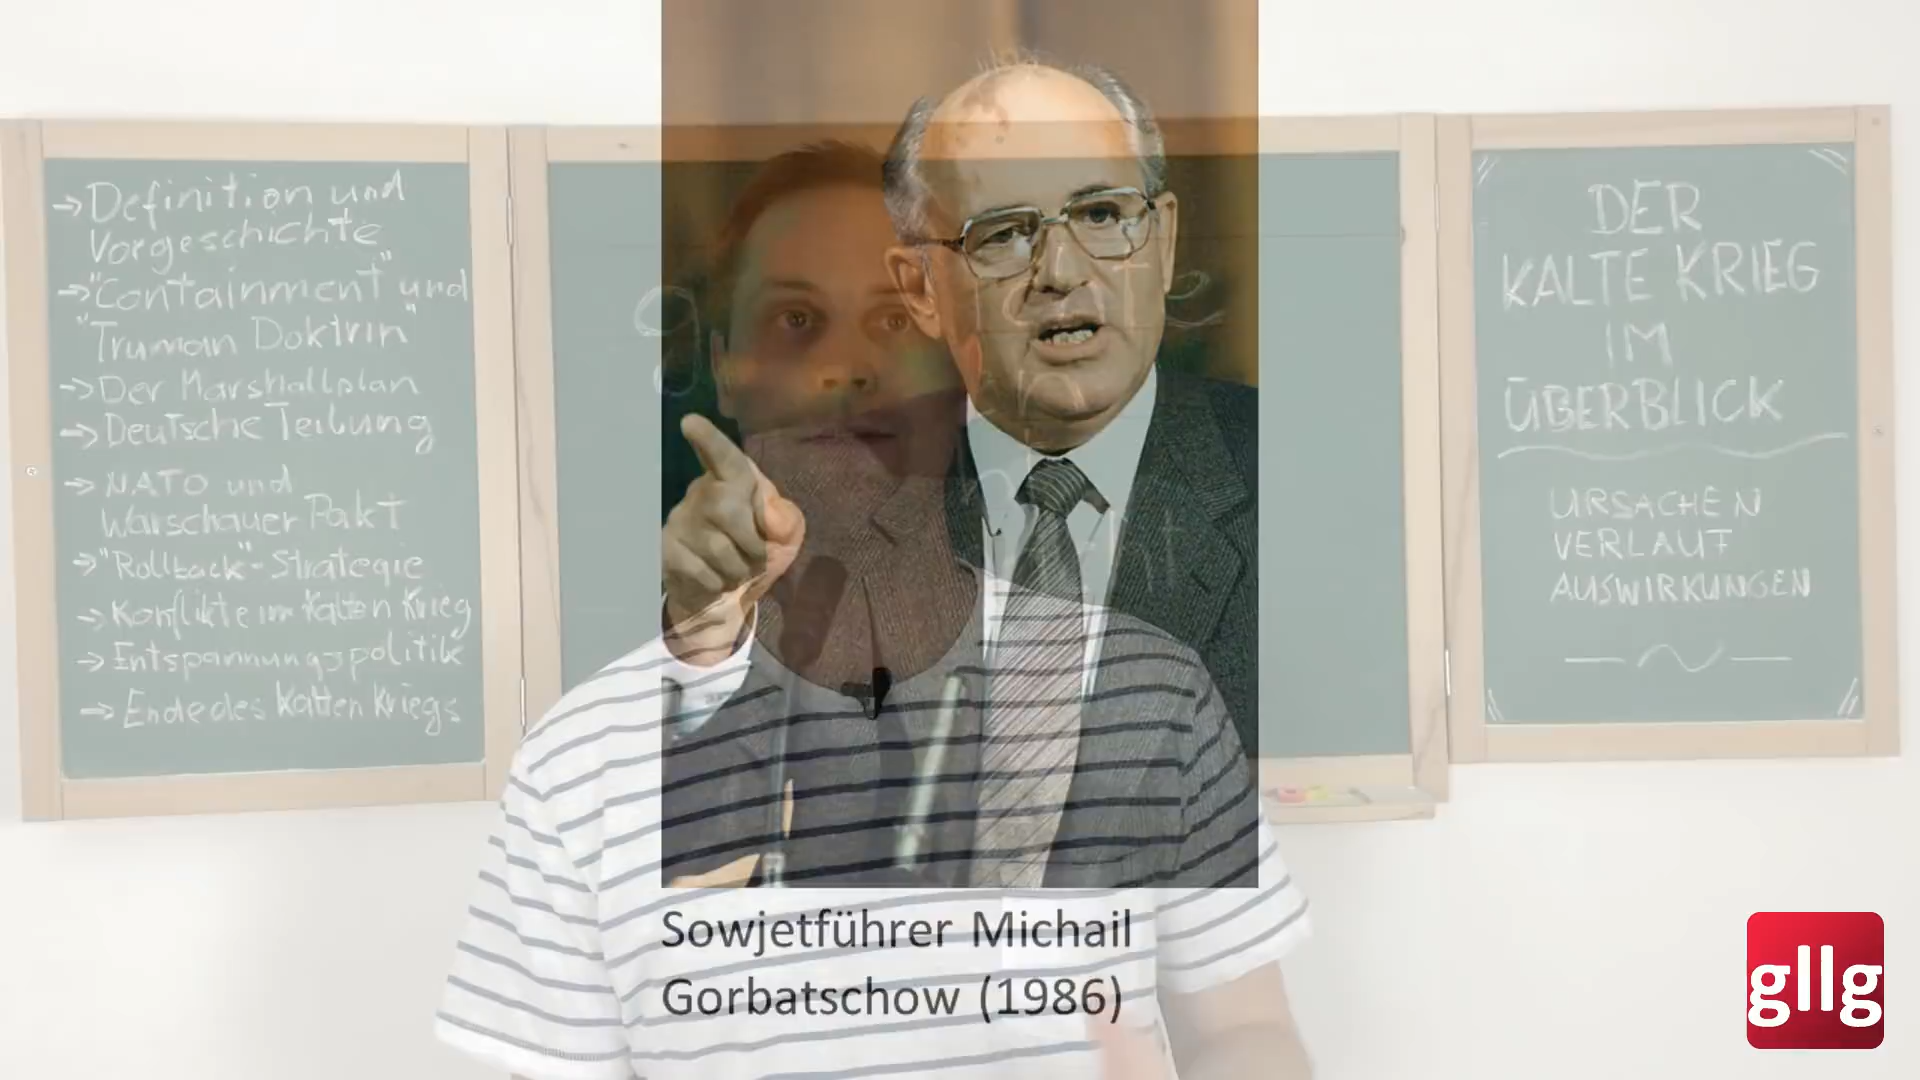 → Definition und
Vorgeschichte
→ "Containment" und
"Truman Doktrin"
→ Der Marshallplan
→ Deutsche Teilung
→ NATO und
Warschauer Pakt
→ "Rollback"-Strategie
→ Konflikte im Kalten Krieg
→ Entspannungspolitik
→ Ende des Kalten Kriegs
DER
KALTE KRIEG
IM
ÜBERBLICK
URSACHEN
VERLAUF
AUSWIRKUNGEN
Sowjetführer Michail
Gorbatschow (1986)
gllg